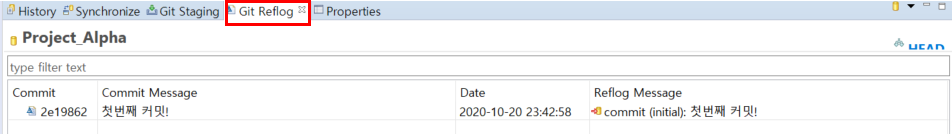 History Synchronize Git Staging Git Reflog Properties
Project_Alpha
HEAD
type filter text
Commit Commit Message Date Reflog Message
2e19862 첫번째 커밋! 2020-10-20 23:42:58 commit (initial): 첫번째 커밋!